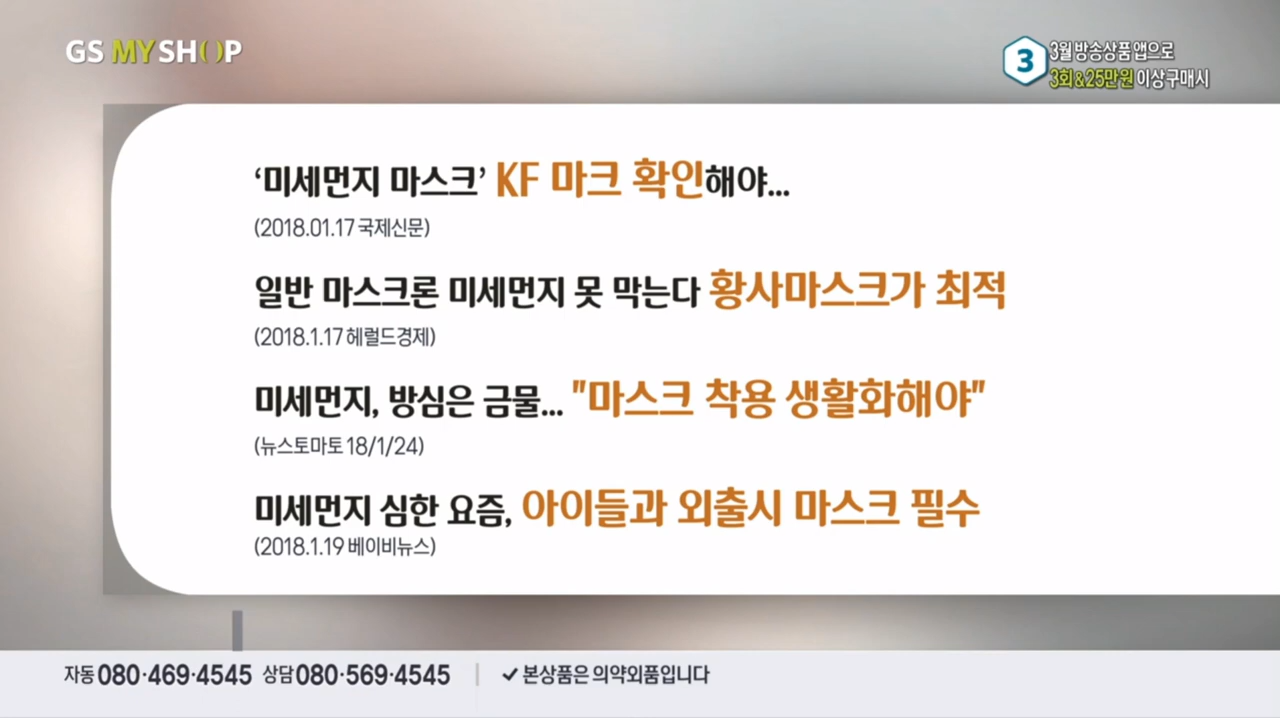 GS MY SHOP
3
3월 방송상품 앱으로
3회&25만원 이상구매시
‘미세먼지 마스크’ KF 마크 확인해야...
(2018.01.17 국제신문)
일반 마스크론 미세먼지 못 막는다 황사마스크가 최적
(2018.1.17 헤럴드경제)
미세먼지, 방심은 금물... "마스크 착용 생활화해야"
(뉴스토마토 18/1/24)
미세먼지 심한 요즘, 아이들과 외출시 마스크 필수
(2018.1.19 베이비뉴스)
자동 080·469·4545 상담 080·569·4545
✓ 본상품은 의약외품입니다